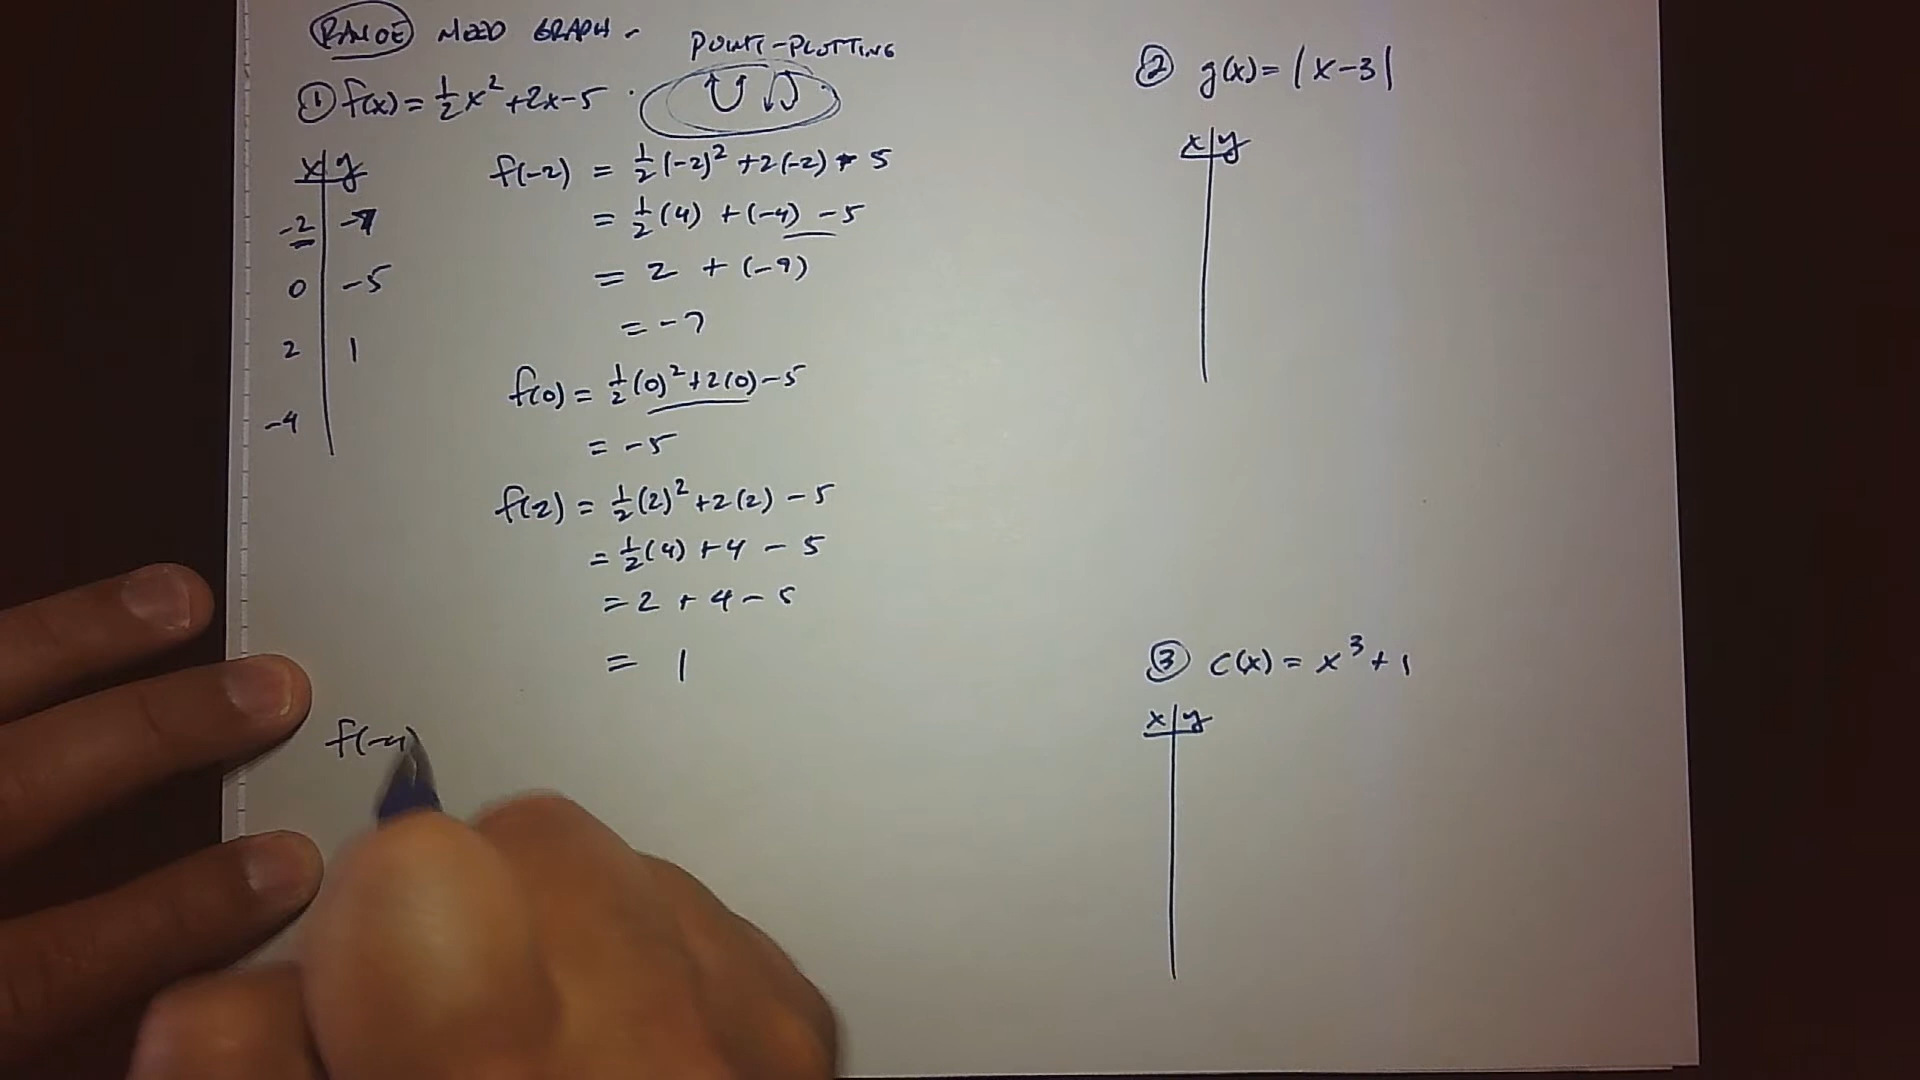 RANGE NEED GRAPH -
POINT-PLOTTING
① f(x) = ½x² + 2x - 5 .
x | y
-2 | -7
0 | -5
2 | 1
-4 |
f(-2) = ½(-2)² + 2(-2) - 5
= ½(4) + (-4) - 5
= 2 + (-9)
= -7
f(0) = ½(0)² + 2(0) - 5
= -5
f(2) = ½(2)² + 2(2) - 5
= ½(4) + 4 - 5
= 2 + 4 - 5
= 1
f(-4)
② g(x) = |x-3|
x | y
③ c(x) = x³ + 1
x | y